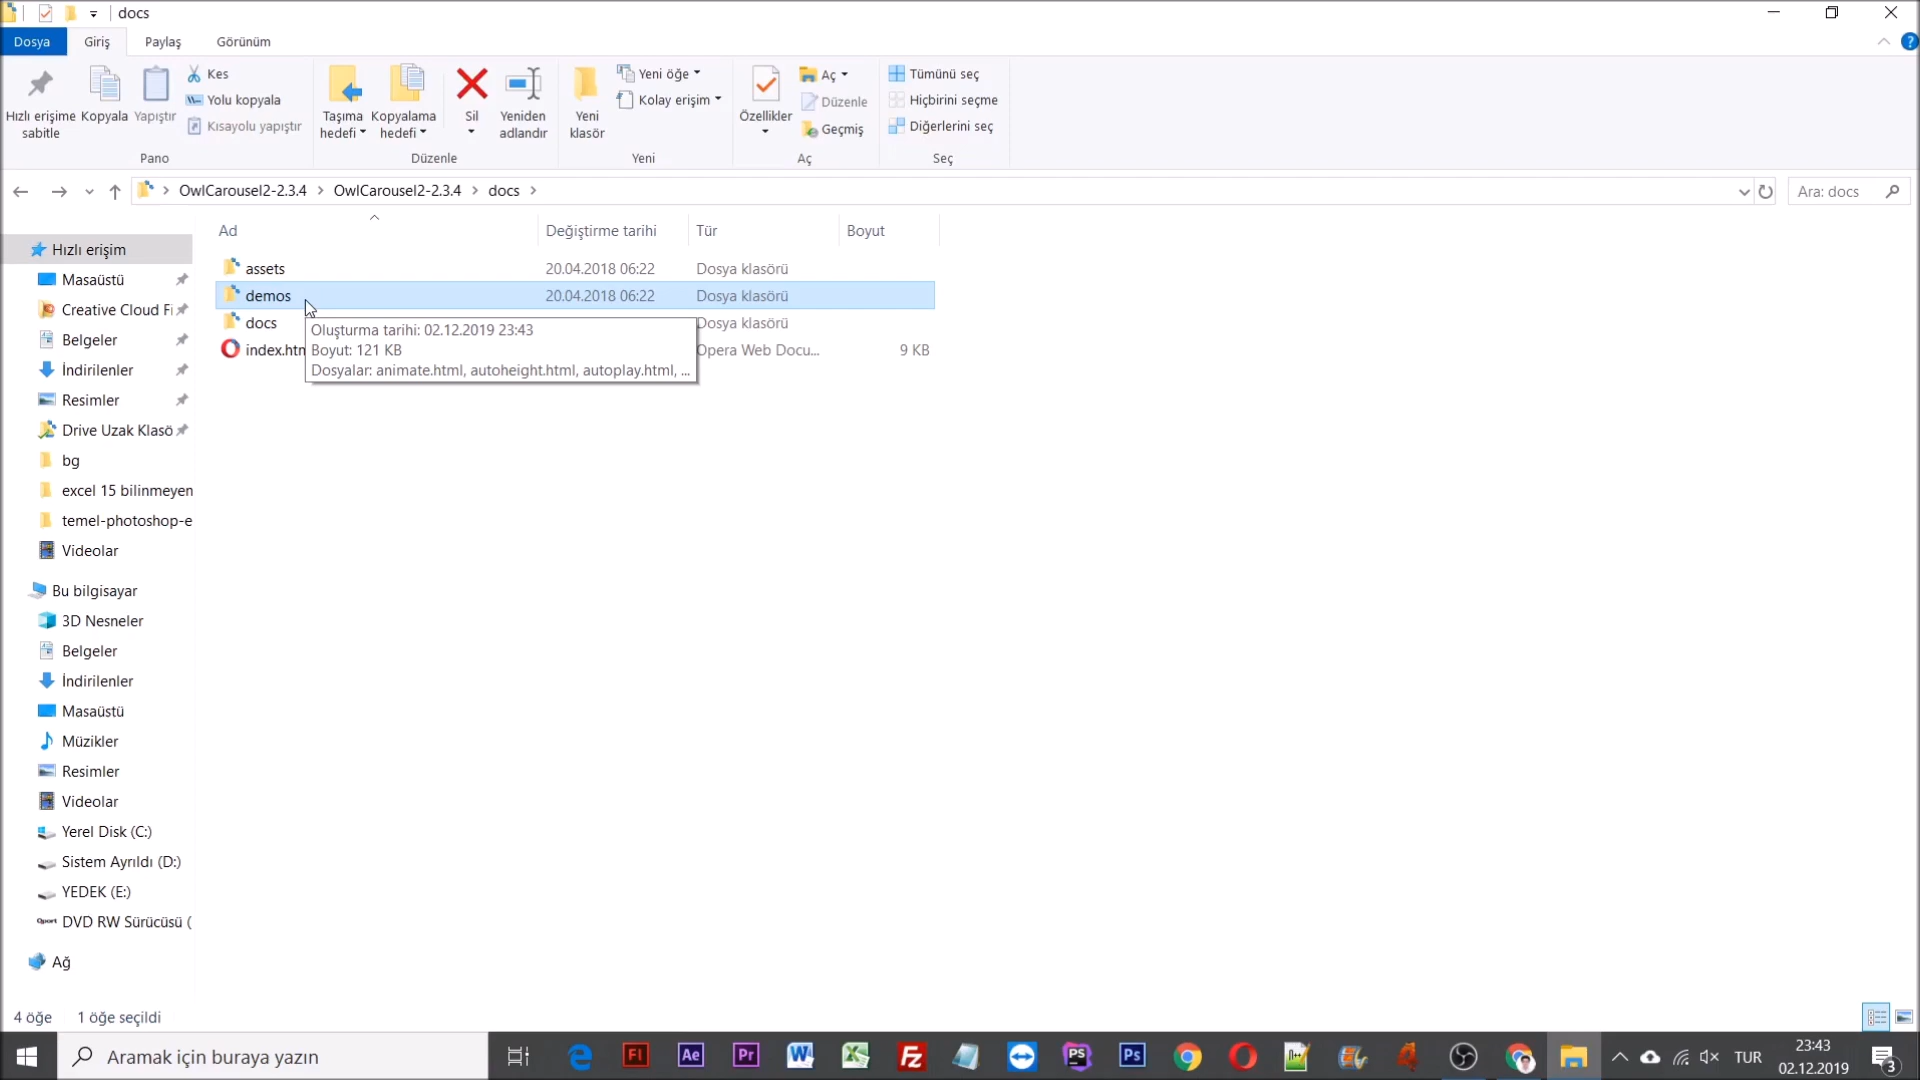 docs
Dosya Giriş Paylaş Görünüm
Hızlı erişime sabitle
Kopyala
Yapıştır
Kes
Yolu kopyala
Kısayolu yapıştır
Pano
Taşıma hedefi
Kopyalama hedefi
Sil
Yeniden adlandır
Düzenle
Yeni klasör
Yeni öğe
Kolay erişim
Yeni
Özellikler
Aç
Düzenle
Geçmiş
Aç
Tümünü seç
Hiçbirini seçme
Diğerlerini seç
Seç
OwlCarousel2-2.3.4 OwlCarousel2-2.3.4 docs
Ara: docs
Ad Değiştirme tarihi Tür Boyut
assets 20.04.2018 06:22 Dosya klasörü
demos 20.04.2018 06:22 Dosya klasörü
docs Dosya klasörü
index.htm Opera Web Docu... 9 KB
Oluşturma tarihi: 02.12.2019 23:43
Boyut: 121 KB
Dosyalar: animate.html, autoheight.html, autoplay.html, ...
Hızlı erişim
Masaüstü
Creative Cloud Fi
Belgeler
İndirilenler
Resimler
Drive Uzak Klasö
bg
excel 15 bilinmeyen
temel-photoshop-e
Videolar
Bu bilgisayar
3D Nesneler
Belgeler
İndirilenler
Masaüstü
Müzikler
Resimler
Videolar
Yerel Disk (C:)
Sistem Ayrıldı (D:)
YEDEK (E:)
DVD RW Sürücüsü (
Ağ
4 öğe 1 öğe seçildi
Aramak için buraya yazın
TUR
23:43
02.12.2019
3